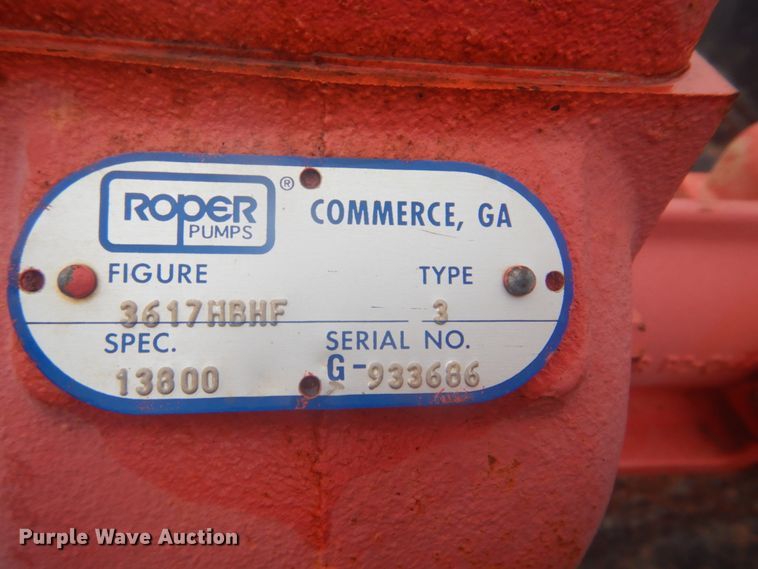 ROPER ®
PUMPS
COMMERCE, GA
FIGURE TYPE
3617HBHF 3
SPEC. SERIAL NO.
13800 G-933686
Purple Wave Auction